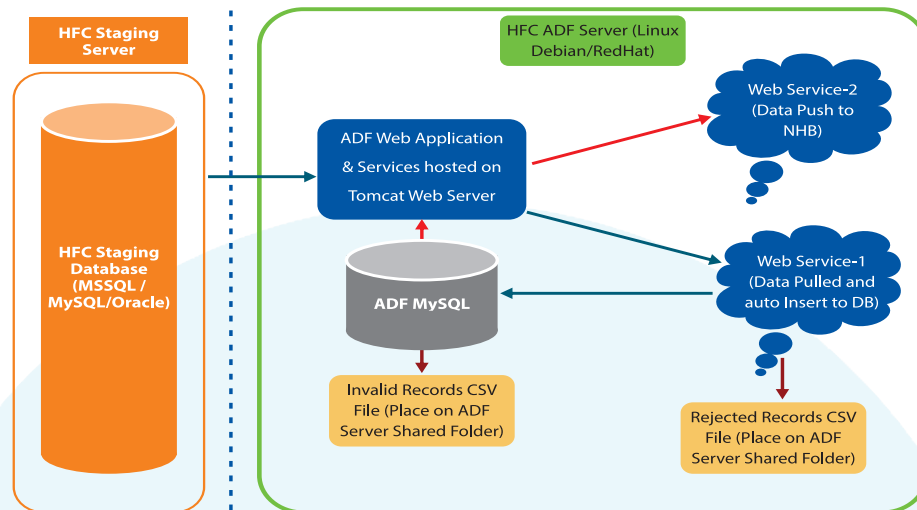 HFC Staging
Server
HFC ADF Server (Linux
Debian/RedHat)
HFC Staging
Database
(MSSQL /
MySQL/Oracle)
ADF Web Application
& Services hosted on
Tomcat Web Server
Web Service-2
(Data Push to
NHB)
ADF MySQL
Web Service-1
(Data Pulled and
auto Insert to DB)
Invalid Records CSV
File (Place on ADF
Server Shared Folder)
Rejected Records CSV
File (Place on ADF
Server Shared Folder)